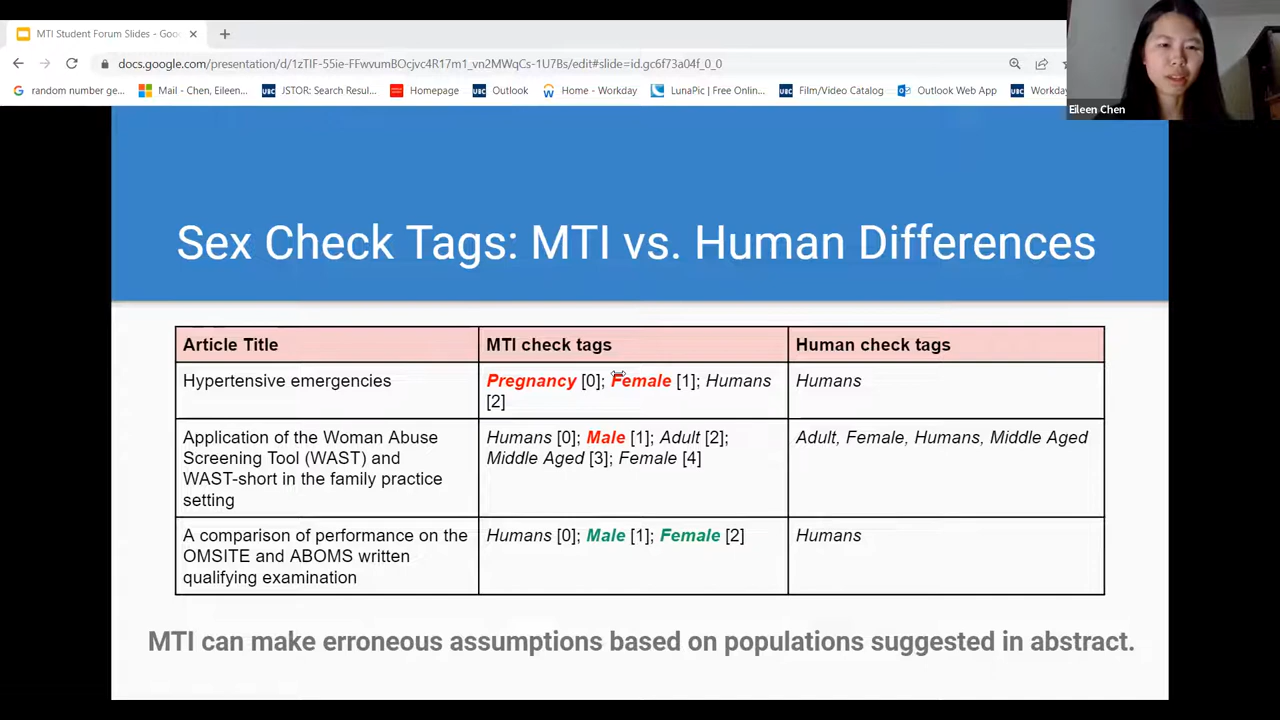 MTI Student Forum Slides - Goo
docs.google.com/presentation/d/1zTIF-55ie-FFwvumBOcjvc4R17m1_vn2MWqCs-1U7Bs/edit#slide=id.gc6f73a04f_0_0
random number ge... Mail - Chen, Eileen... UBC JSTOR: Search Resul... Homepage UBC Outlook Home - Workday LunaPic | Free Onlin... UBC Film/Video Catalog Outlook Web App UBC Workday
Eileen Chen
Sex Check Tags: MTI vs. Human Differences
Article Title MTI check tags Human check tags
Hypertensive emergencies
Pregnancy [0]; Female [1]; Humans
[2]
Humans
Application of the Woman Abuse
Screening Tool (WAST) and
WAST-short in the family practice
setting
Humans [0]; Male [1]; Adult [2];
Middle Aged [3]; Female [4]
Adult, Female, Humans, Middle Aged
A comparison of performance on the
OMSITE and ABOMS written
qualifying examination
Humans [0]; Male [1]; Female [2]
Humans
MTI can make erroneous assumptions based on populations suggested in abstract.